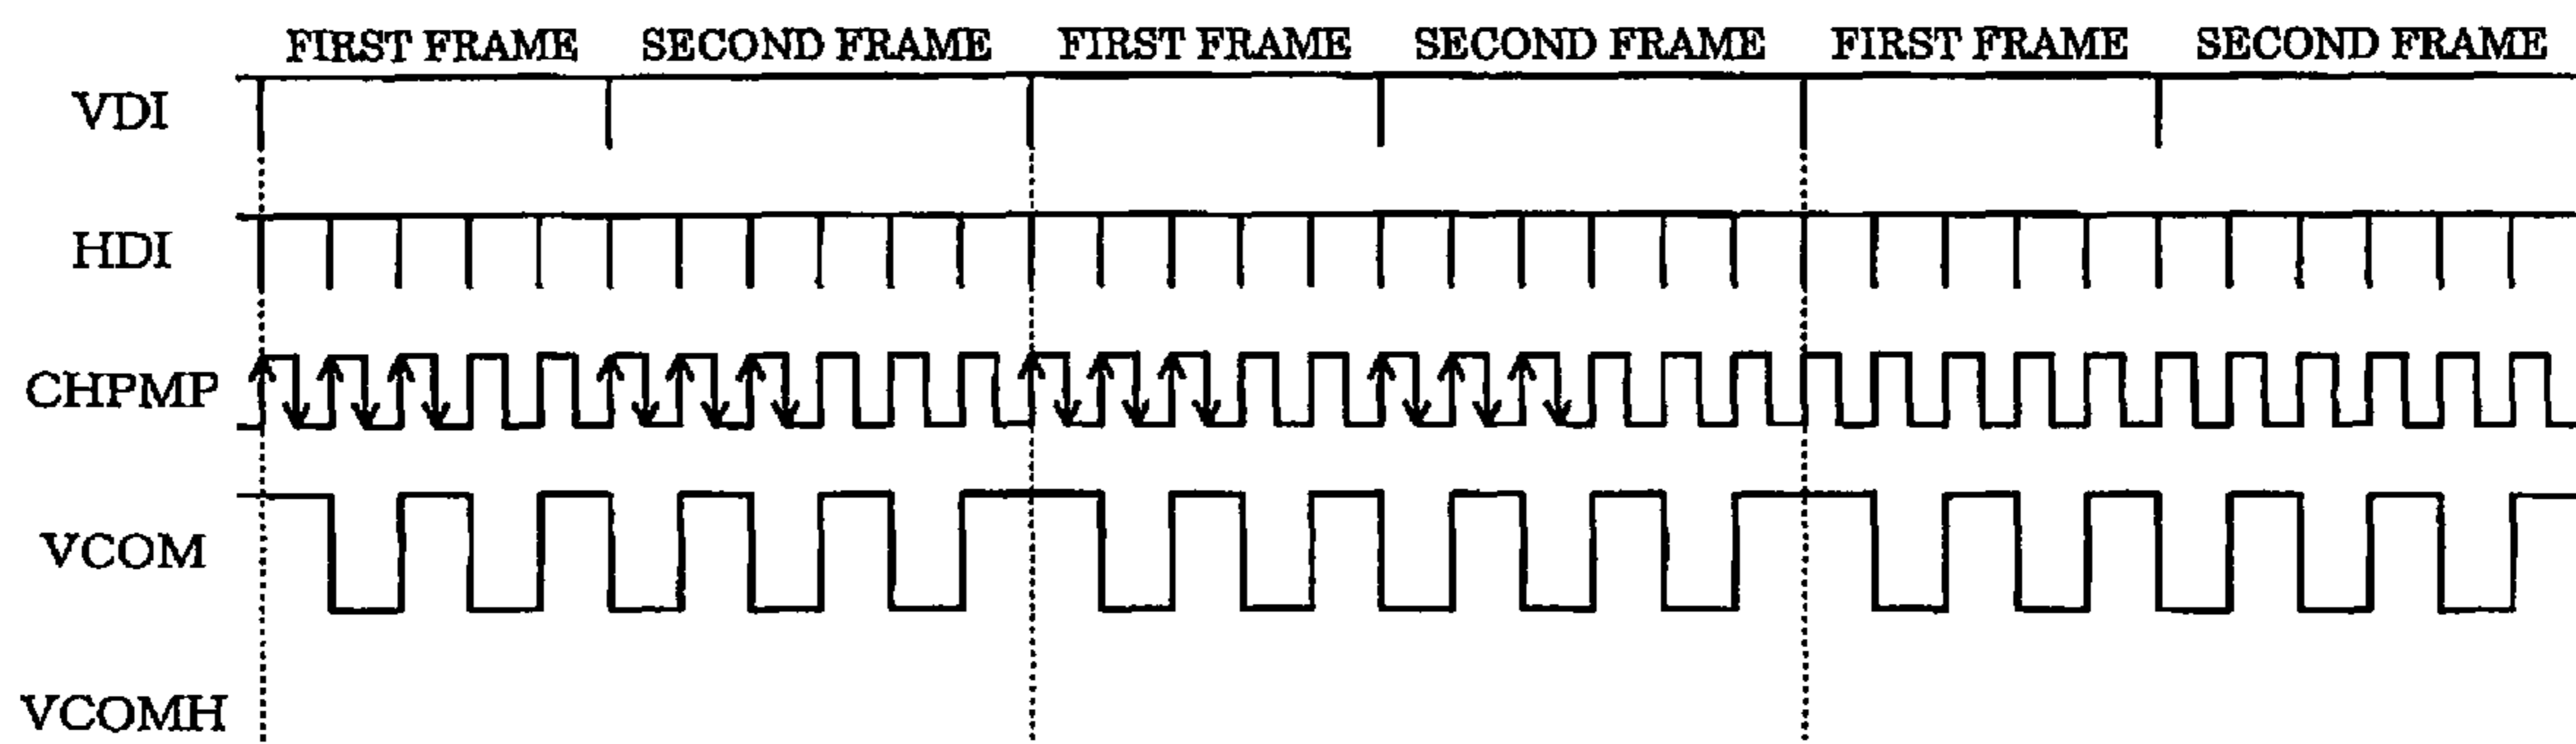 FIRST FRAME SECOND FRAME FIRST FRAME SECOND FRAME FIRST FRAME SECOND FRAME
VDI
HDI
CHPMP
VCOM
VCOMH